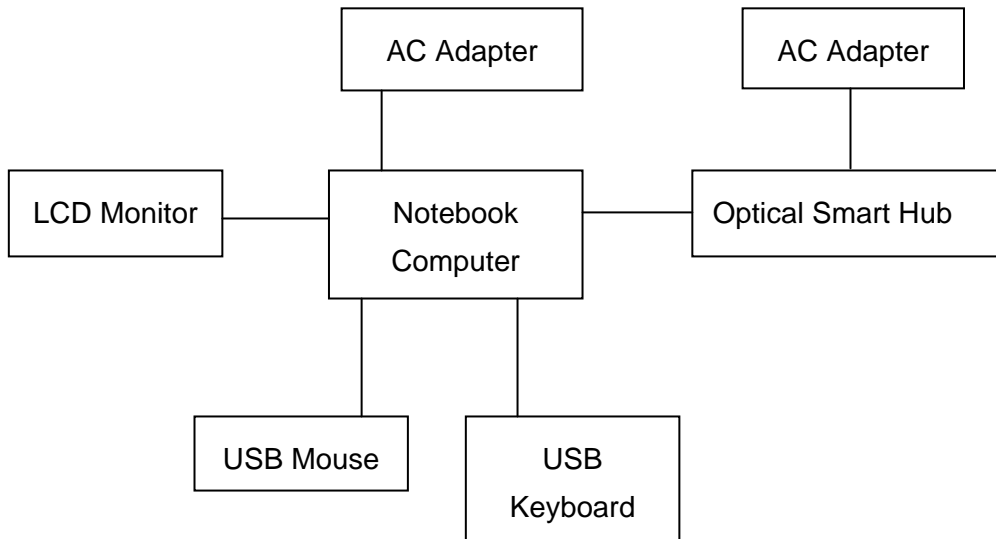 AC Adapter
AC Adapter
LCD Monitor
Notebook
Computer
Optical Smart Hub
USB Mouse
USB
Keyboard